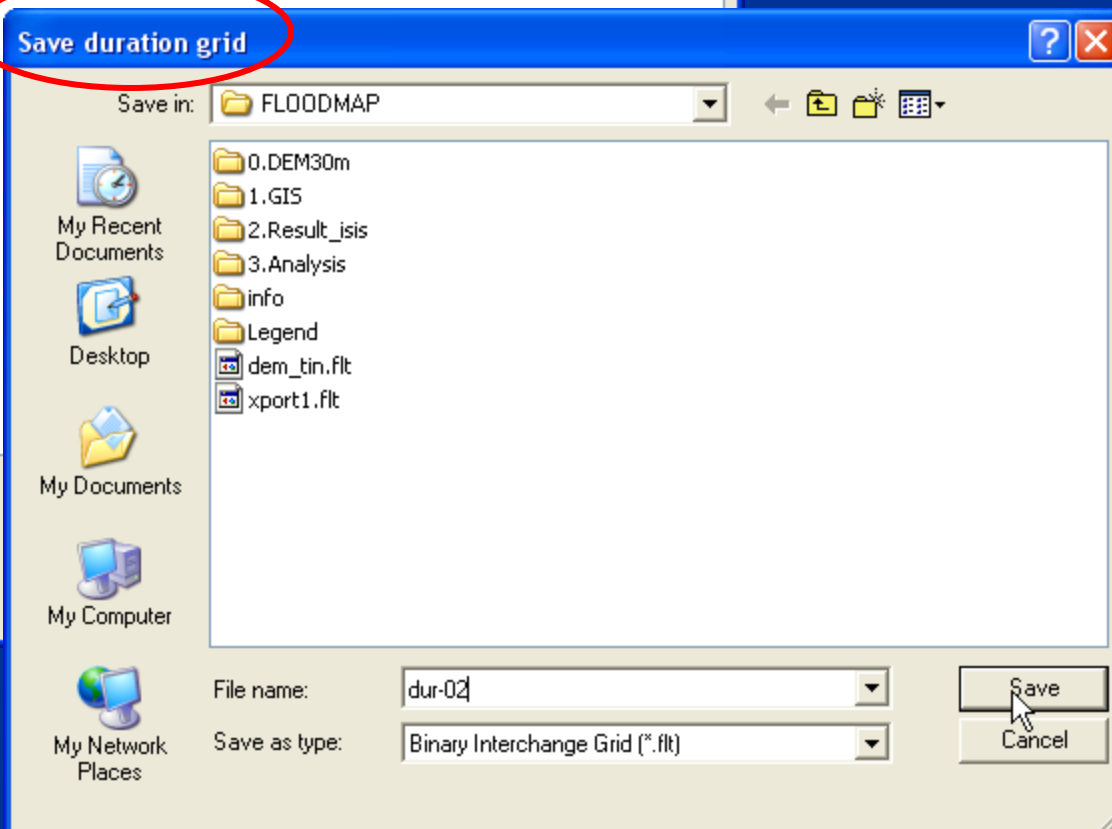 Save duration grid
?
Save in: FLOODMAP
0.DEM30m
1.GIS
2.Result_isis
3.Analysis
info
Legend
dem_tin.flt
xport1.flt
My Recent
Documents
Desktop
My Documents
My Computer
My Network
Places
File name: dur-02 Save
Save as type: Binary Interchange Grid (*.flt) Cancel